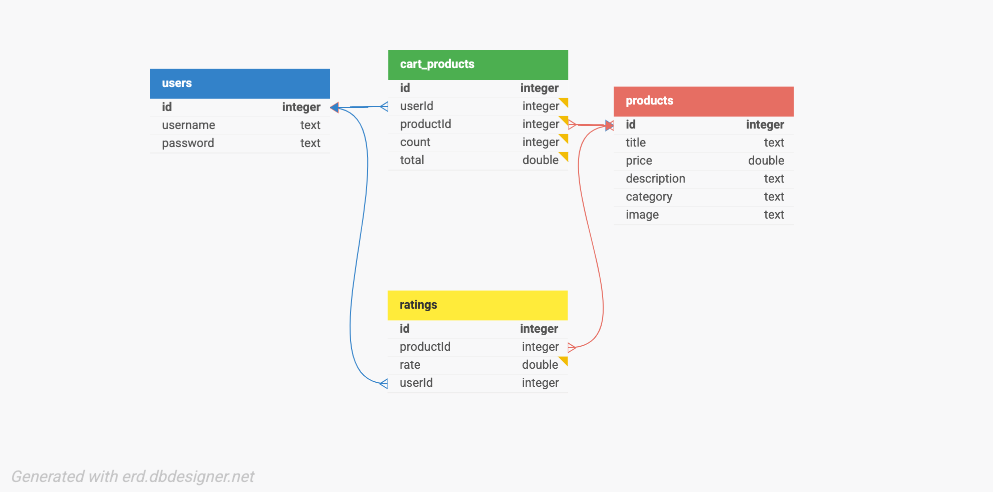 users
id integer
username text
password text
cart_products
id integer
userId integer
productId integer
count integer
total double
products
id integer
title text
price double
description text
category text
image text
ratings
id integer
productId integer
rate double
userId integer
Generated with erd.dbdesigner.net